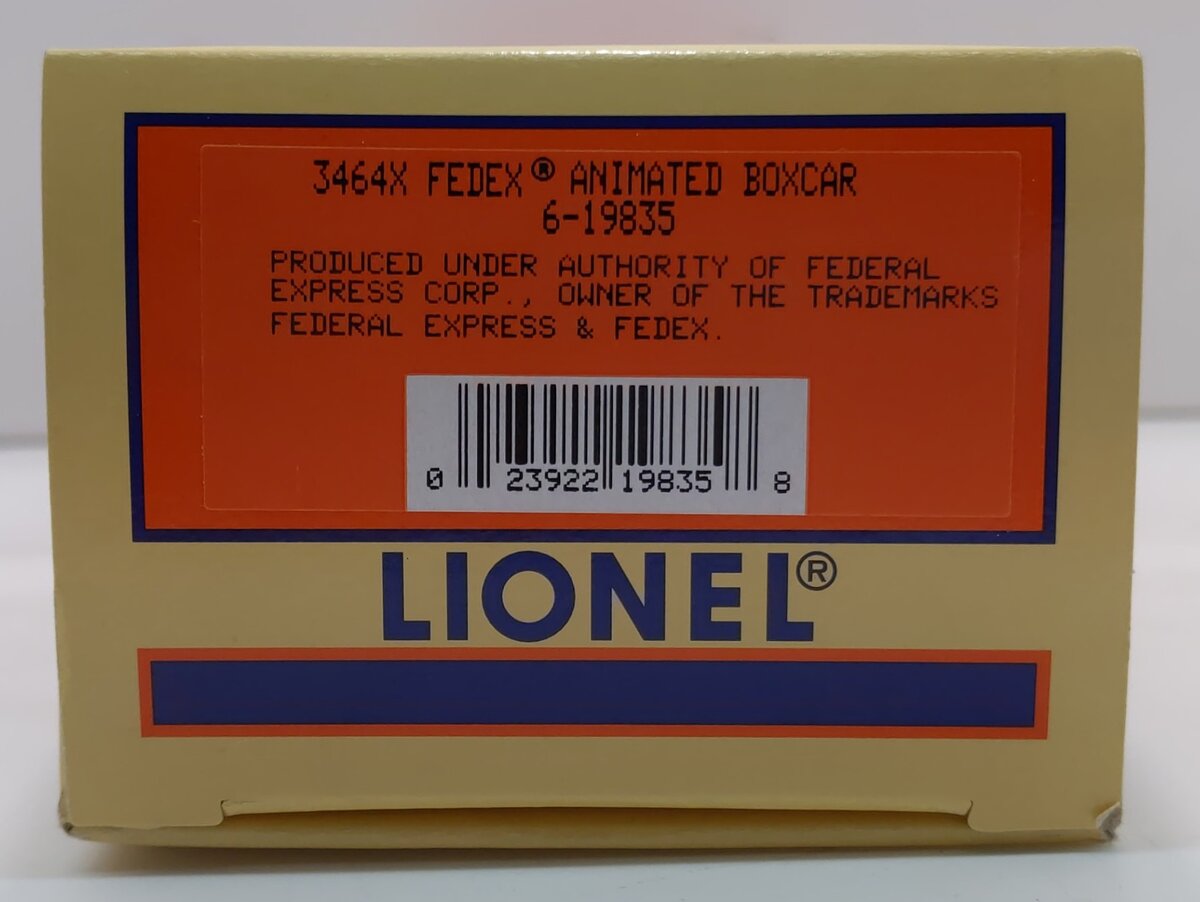 3464X FEDEX® ANIMATED BOXCAR
6-19835
PRODUCED UNDER AUTHORITY OF FEDERAL
EXPRESS CORP., OWNER OF THE TRADEMARKS
FEDERAL EXPRESS & FEDEX.
0 23922 19835 8
LIONEL®